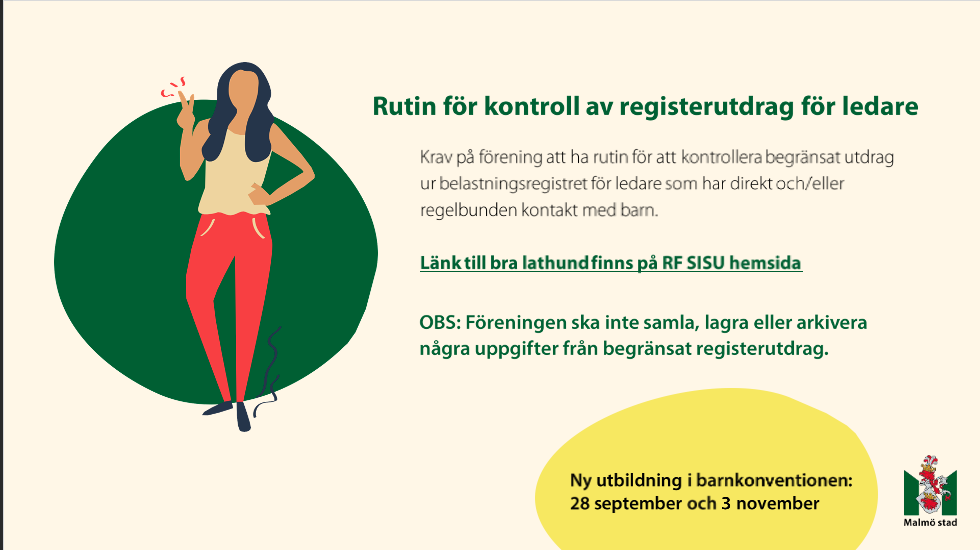 Rutin för kontroll av registerutdrag för ledare
Krav på förening att ha rutin för att kontrollera begränsat utdrag
ur belastningsregistret för ledare som har direkt och/eller
regelbunden kontakt med barn.
Länk till bra lathund finns på RF SISU hemsida
OBS: Föreningen ska inte samla, lagra eller arkivera
några uppgifter från begränsat registerutdrag.
Ny utbildning i barnkonventionen:
28 september och 3 november
Malmö stad